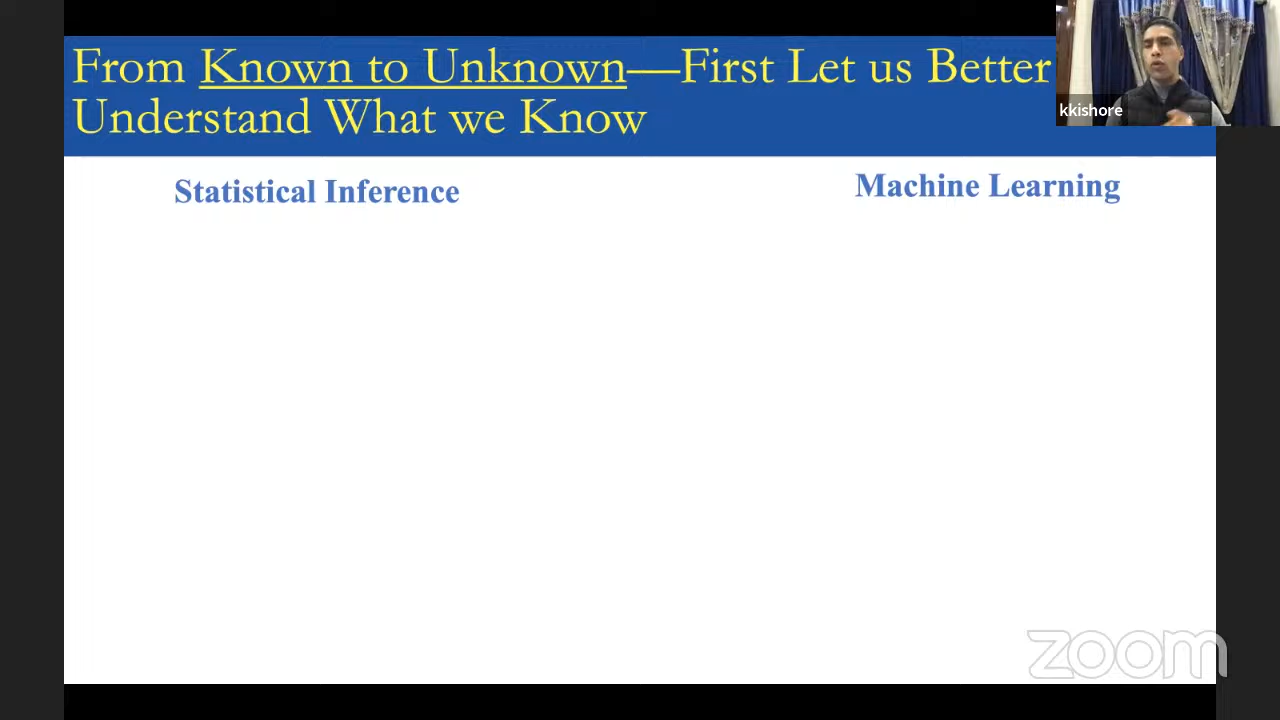 From Known to Unknown—First Let us Better
Understand What we Know
kkishore
Statistical Inference
Machine Learning
zoom